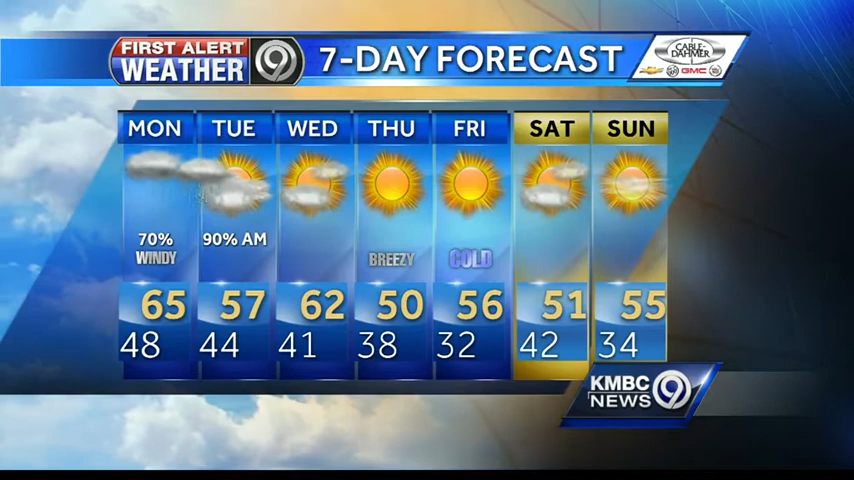 FIRST ALERT
WEATHER 9
7-DAY FORECAST
CABLE-DAHMER
GMC
MON TUE WED THU FRI SAT SUN
70% 90% AM
WINDY BREEZY COLD
65 57 62 50 56 51 55
48 44 41 38 32 42 34
KMBC 9
NEWS